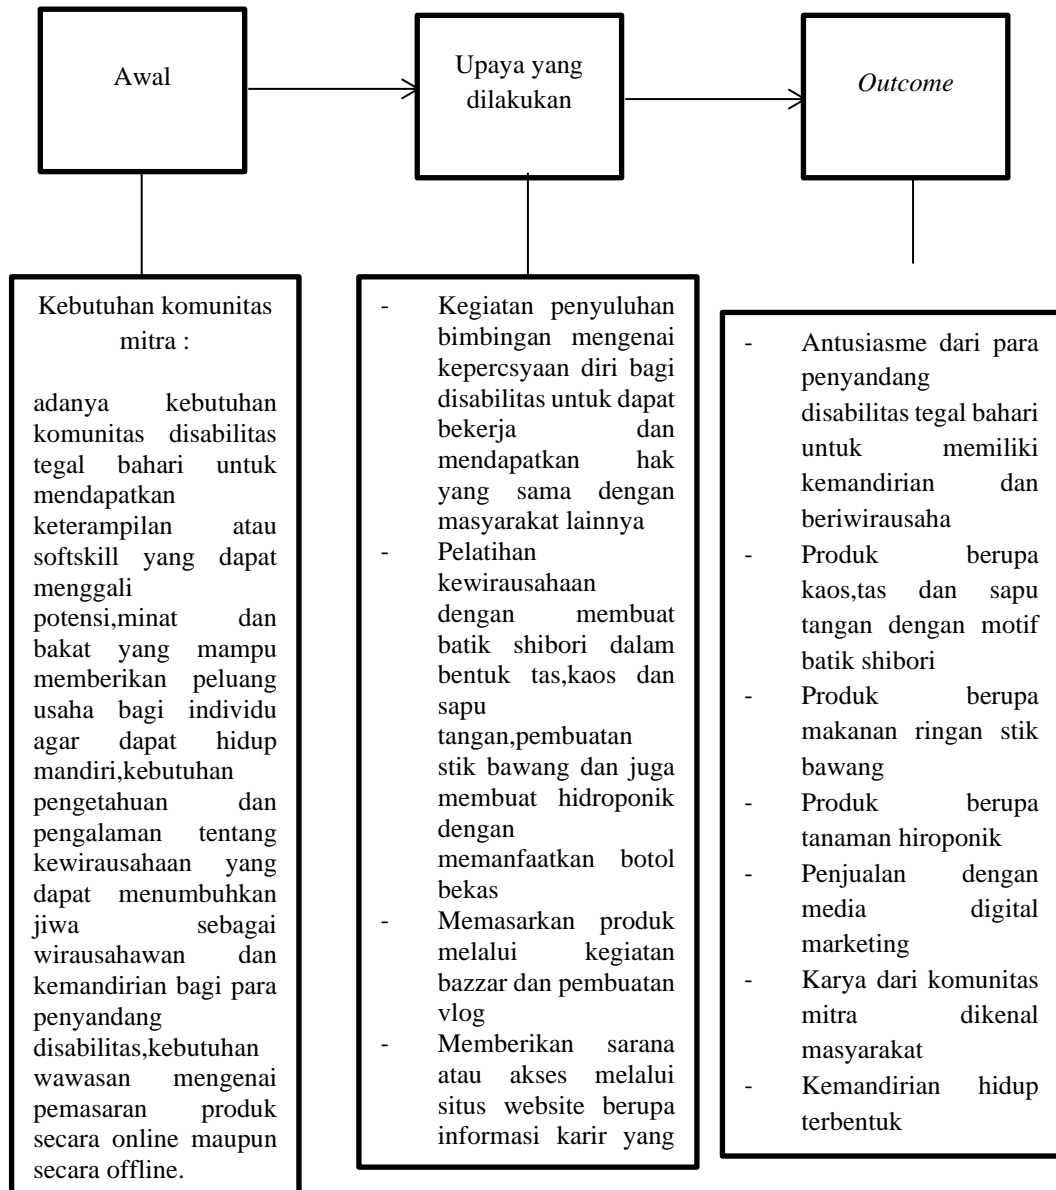 Awal
Upaya yang
dilakukan
Outcome
Kebutuhan komunitas
mitra :
adanya kebutuhan
komunitas disabilitas
tegal bahari untuk
mendapatkan
keterampilan atau
softskill yang dapat
menggali
potensi,minat dan
bakat yang mampu
memberikan peluang
usaha bagi individu
agar dapat hidup
mandiri,kebutuhan
pengetahuan dan
pengalaman tentang
kewirausahaan yang
dapat menumbuhkan
jiwa sebagai
wirausahawan dan
kemandirian bagi para
penyandang
disabilitas,kebutuhan
wawasan mengenai
pemasaran produk
secara online maupun
secara offline.
- Kegiatan penyuluhan
bimbingan mengenai
kepercsyaan diri bagi
disabilitas untuk dapat
bekerja dan
mendapatkan hak
yang sama dengan
masyarakat lainnya
- Pelatihan
kewirausahaan
dengan membuat
batik shibori dalam
bentuk tas,kaos dan
sapu
tangan,pembuatan
stik bawang dan juga
membuat hidroponik
dengan
memanfaatkan botol
bekas
- Memasarkan produk
melalui kegiatan
bazzar dan pembuatan
vlog
- Memberikan sarana
atau akses melalui
situs website berupa
informasi karir yang
- Antusiasme dari para
penyandang
disabilitas tegal bahari
untuk memiliki
kemandirian dan
beriwirausaha
- Produk berupa
kaos,tas dan sapu
tangan dengan motif
batik shibori
- Produk berupa
makanan ringan stik
bawang
- Produk berupa
tanaman hiroponik
- Penjualan dengan
media digital
marketing
- Karya dari komunitas
mitra dikenal
masyarakat
- Kemandirian hidup
terbentuk